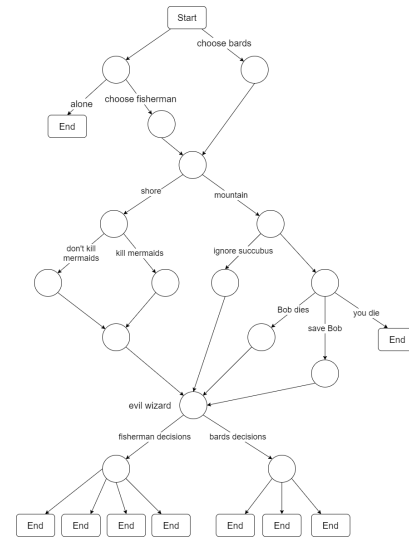 Start
choose bards
alone
choose fisherman
End
shore
mountain
don't kill
mermaids
kill mermaids
ignore succubus
Bob dies
save Bob
you die
End
evil wizard
fisherman decisions
bards decisions
End
End
End
End
End
End
End